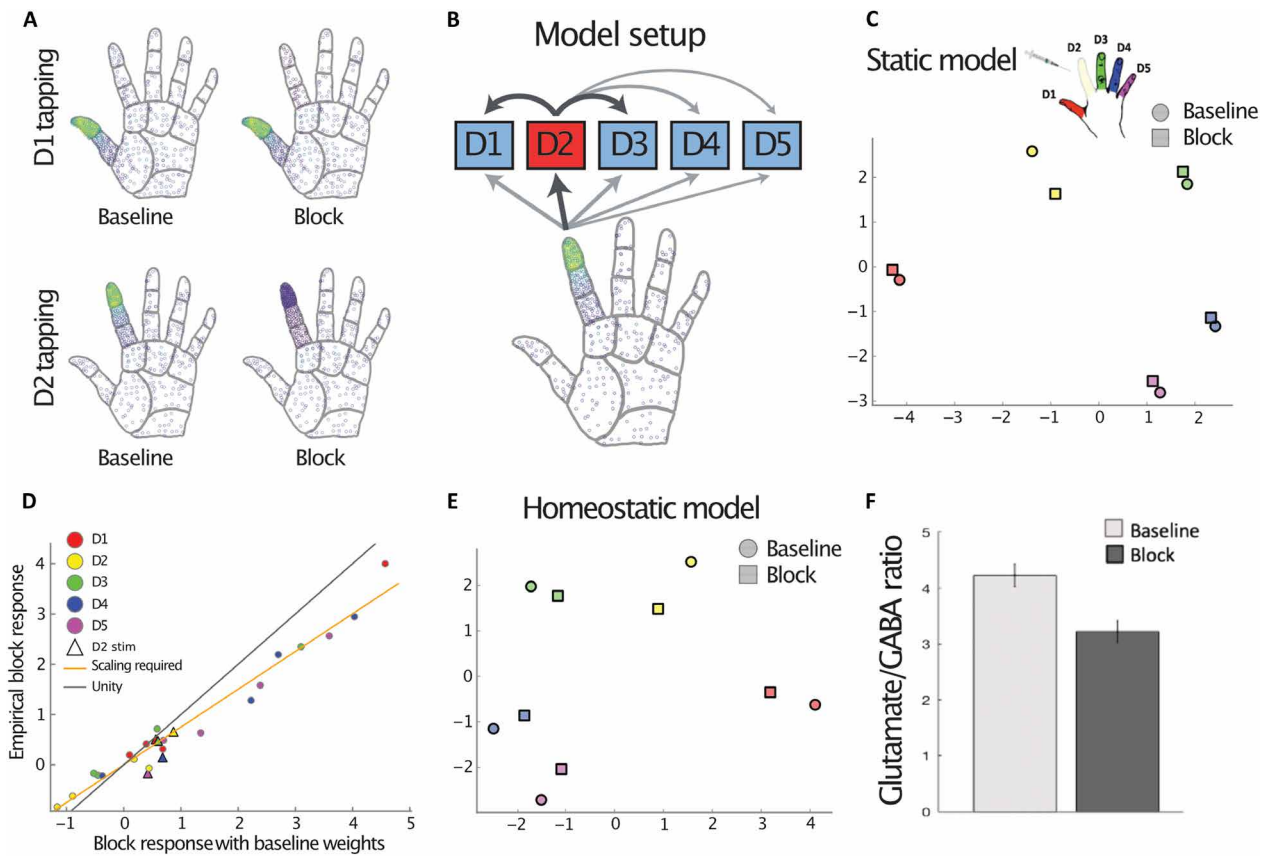 A
D1 tapping
Baseline
Block
D2 tapping
Baseline
Block
B
Model setup
D1 D2 D3 D4 D5
C
Static model
D1
D2
D3
D4
D5
Baseline
Block
2
1
0
−1
−2
−3
−4 −3 −2 −1 0 1 2
D
D1
D2
D3
D4
D5
D2 stim
Scaling required
Unity
Empirical block response
4
3
2
1
0
−1 0 1 2 3 4 5
Block response with baseline weights
E
Homeostatic model
Baseline
Block
2
1
0
−1
−2
−2 −1 0 1 2 3 4
F
Baseline
Block
Glutamate/GABA ratio
5
4
3
2
1
0